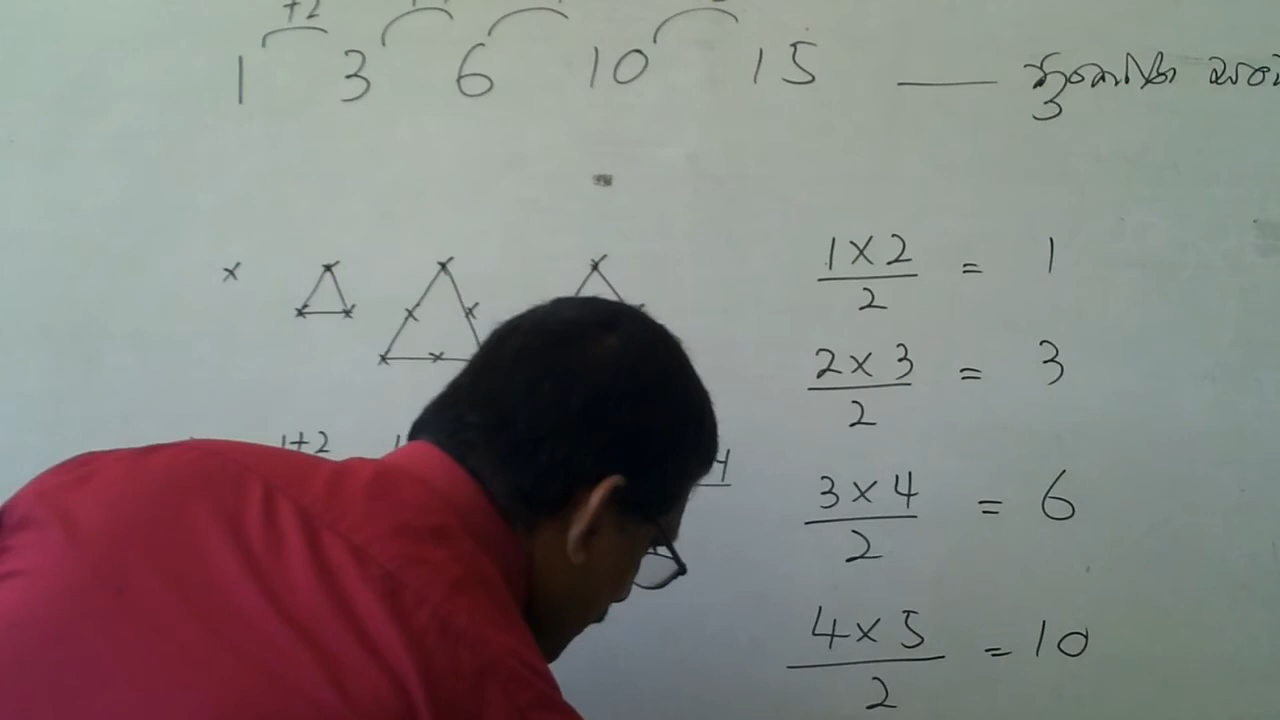 +2
1 3 6 10 15 —— ත්‍රිකෝණ
1 × 2 / 2 = 1
2 × 3 / 2 = 3
1+2
4
3 × 4 / 2 = 6
4 × 5 / 2 = 10